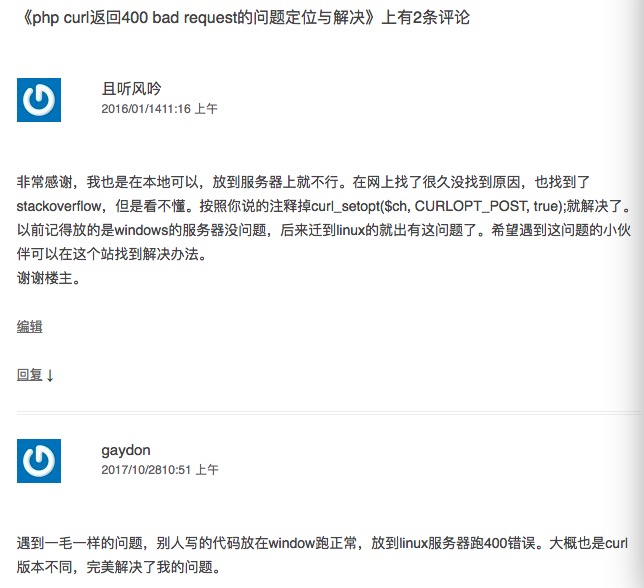 《php curl返回400 bad request的问题定位与解决》上有2条评论
且听风吟
2016/01/1411:16 上午
非常感谢，我也是在本地可以，放到服务器上就不行。在网上找了很久没找到原因，也找到了
stackoverflow，但是看不懂。按照你说的注释掉curl_setopt($ch, CURLOPT_POST, true);就解决了。
以前记得放的是windows的服务器没问题，后来迁到linux的就出有这问题了。希望遇到这问题的小伙
伴可以在这个站找到解决办法。
谢谢楼主。
编辑
回复↓
gaydon
2017/10/2810:51 上午
遇到一毛一样的问题，别人写的代码放在window跑正常，放到linux服务器跑400错误。大概也是curl
版本不同，完美解决了我的问题。